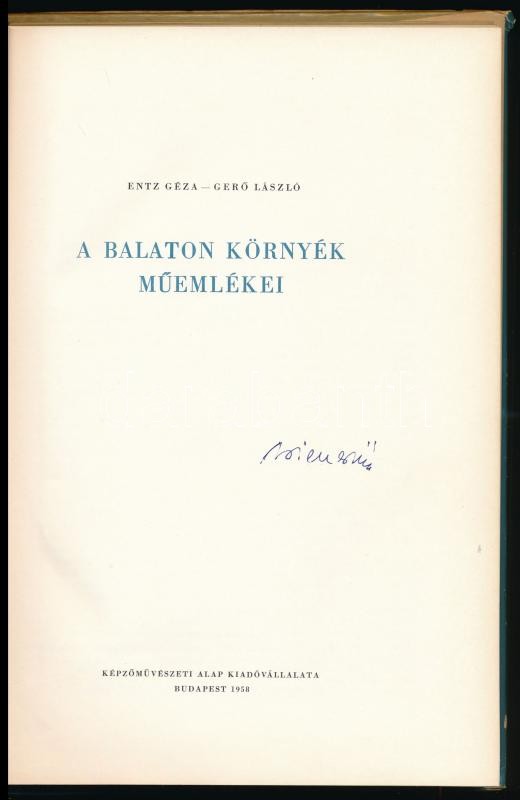 ENTZ GÉZA — GERŐ LÁSZLÓ
A BALATON KÖRNYÉK
MŰEMLÉKEI
KÉPZŐMŰVÉSZETI ALAP KIADÓVÁLLALATA
BUDAPEST 1958